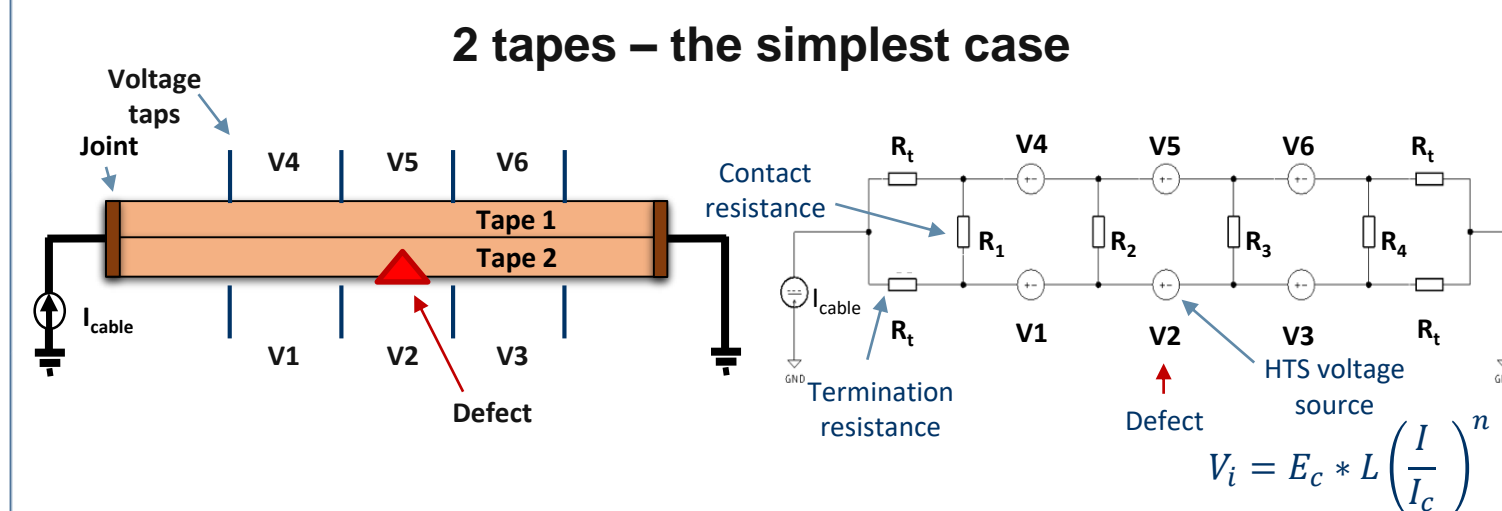 2 tapes – the simplest case
Voltage
taps
Joint
V4 V5 V6
Tape 1
Tape 2
I_cable
V1 V2 V3
Defect
R_t V4 V5 V6 R_t
Contact
resistance
R_1 R_2 R_3 R_4
I_cable
R_t V1 V2 V3 R_t
GND
Termination
resistance
Defect
HTS voltage
source
V_i = E_c * L (I / I_c)^n